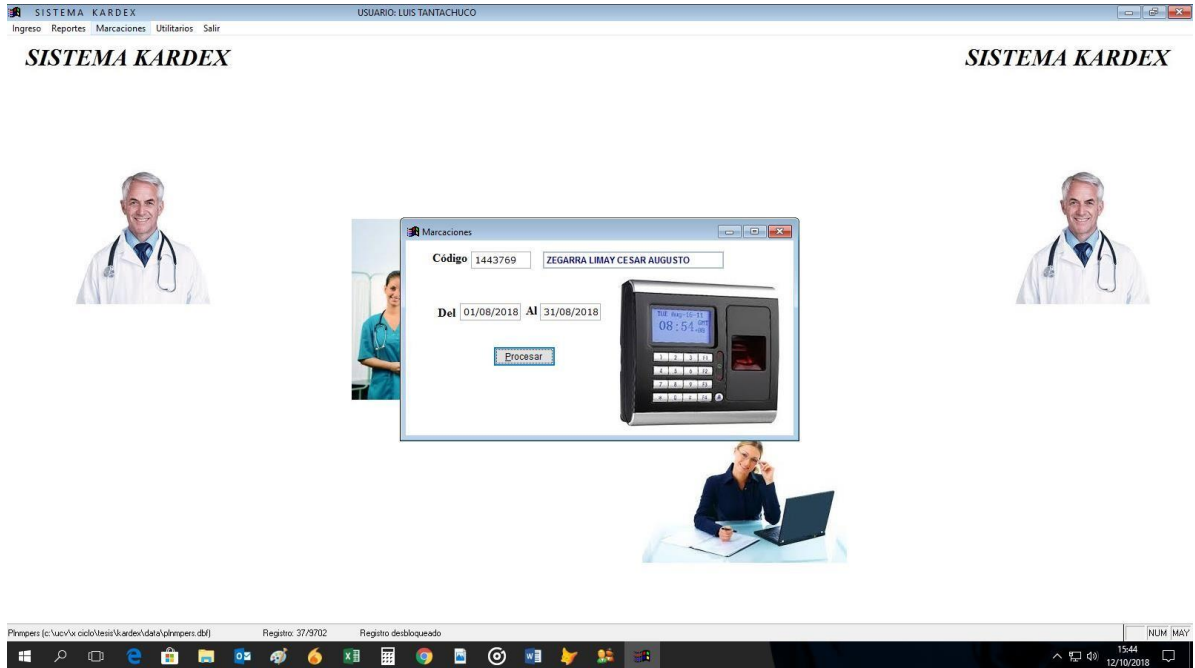 SISTEMA KARDEX USUARIO: LUIS TANTACHUCO
Ingreso Reportes Marcaciones Utilitarios Salir
SISTEMA KARDEX SISTEMA KARDEX
Marcaciones
Código 1443769 ZEGARRA LIMAY CESAR AUGUSTO
Del 01/08/2018 Al 31/08/2018
08:54
Procesar
Plnmpers (c:\ucv\x ciclo\tesis\kardex\data\plnmpers.dbf) Registro: 37/9702 Registro desbloqueado NUM MAY
15:44
12/10/2018